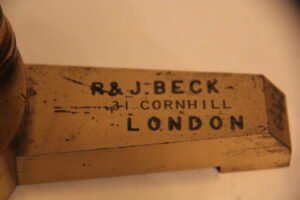 R & J. BECK
31. CORNHILL
LONDON